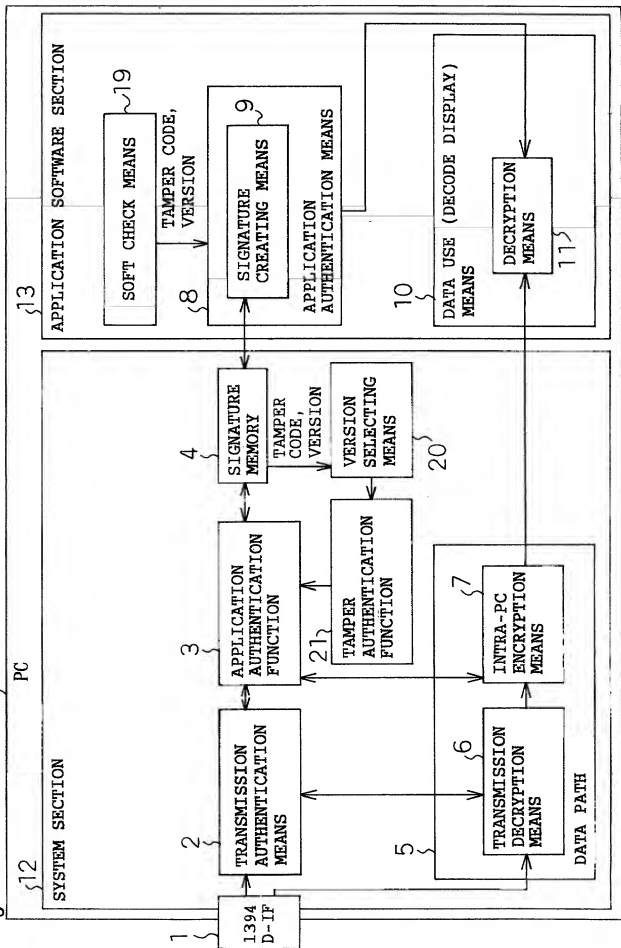 PC
12
SYSTEM SECTION
1
1394
D-IF
2
TRANSMISSION
AUTHENTICATION
MEANS
3
APPLICATION
AUTHENTICATION
FUNCTION
4
SIGNATURE
MEMORY
TAMPER
CODE,
VERSION
VERSION
SELECTING
MEANS
20
21
TAMPER
AUTHENTICATION
FUNCTION
5
6
TRANSMISSION
DECRYPTION
MEANS
7
INTRA-PC
ENCRYPTION
MEANS
DATA PATH
13
APPLICATION SOFTWARE SECTION
SOFT CHECK MEANS
19
TAMPER CODE,
VERSION
8
9
SIGNATURE
CREATING MEANS
APPLICATION
AUTHENTICATION MEANS
10
DATA USE (DECODE DISPLAY)
MEANS
DECRYPTION
MEANS
11